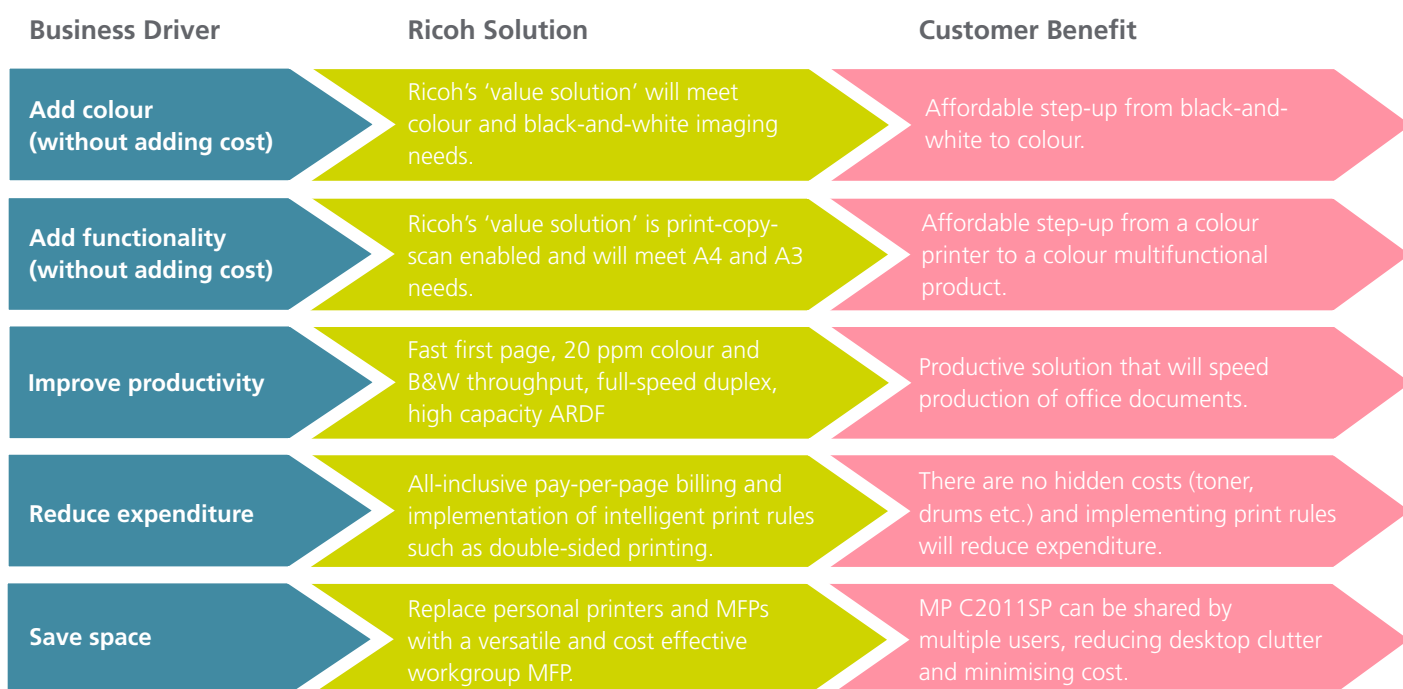 Business Driver
Ricoh Solution
Customer Benefit
Add colour
(without adding cost)
Ricoh’s ‘value solution’ will meet
colour and black-and-white imaging
needs.
Affordable step-up from black-and-
white to colour.
Add functionality
(without adding cost)
Ricoh’s ‘value solution’ is print-copy-
scan enabled and will meet A4 and A3
needs.
Affordable step-up from a colour
printer to a colour multifunctional
product.
Improve productivity
Fast first page, 20 ppm colour and
B&W throughput, full-speed duplex,
high capacity ARDF
Productive solution that will speed
production of office documents.
Reduce expenditure
All-inclusive pay-per-page billing and
implementation of intelligent print rules
such as double-sided printing.
There are no hidden costs (toner,
drums etc.) and implementing print rules
will reduce expenditure.
Save space
Replace personal printers and MFPs
with a versatile and cost effective
workgroup MFP.
MP C2011SP can be shared by
multiple users, reducing desktop clutter
and minimising cost.